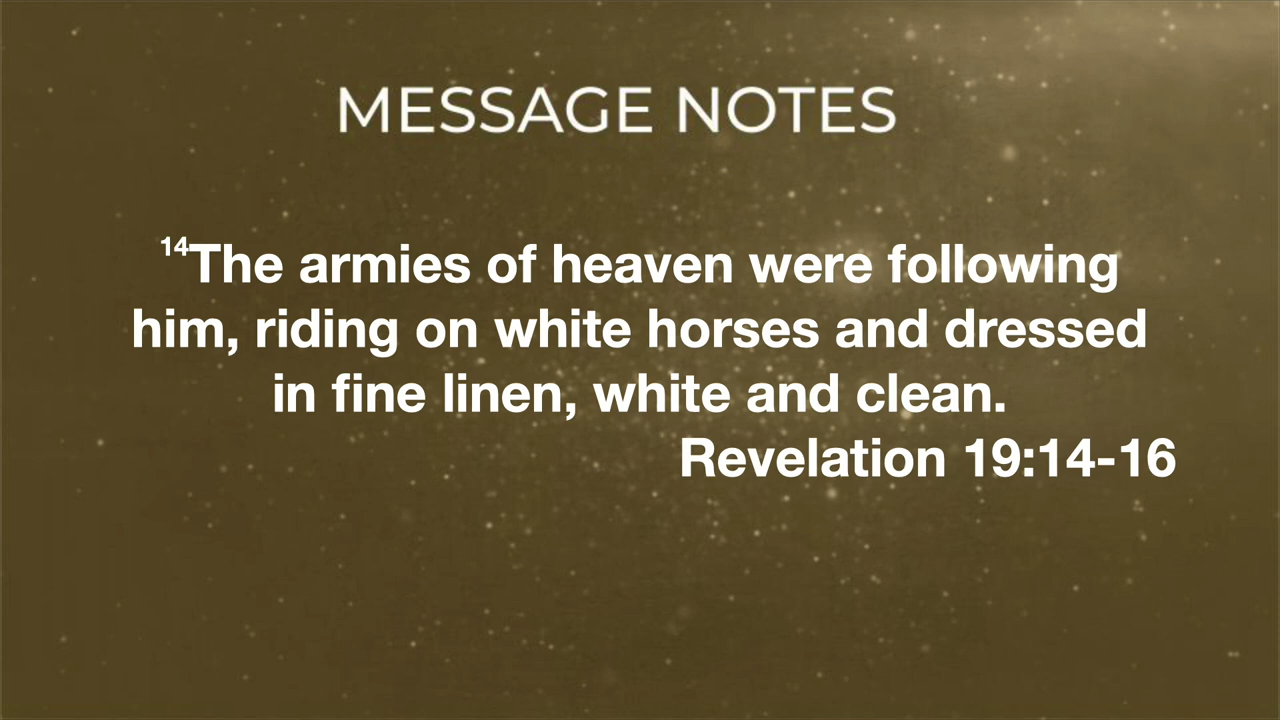 MESSAGE NOTES
14The armies of heaven were following
him, riding on white horses and dressed
in fine linen, white and clean.
Revelation 19:14-16